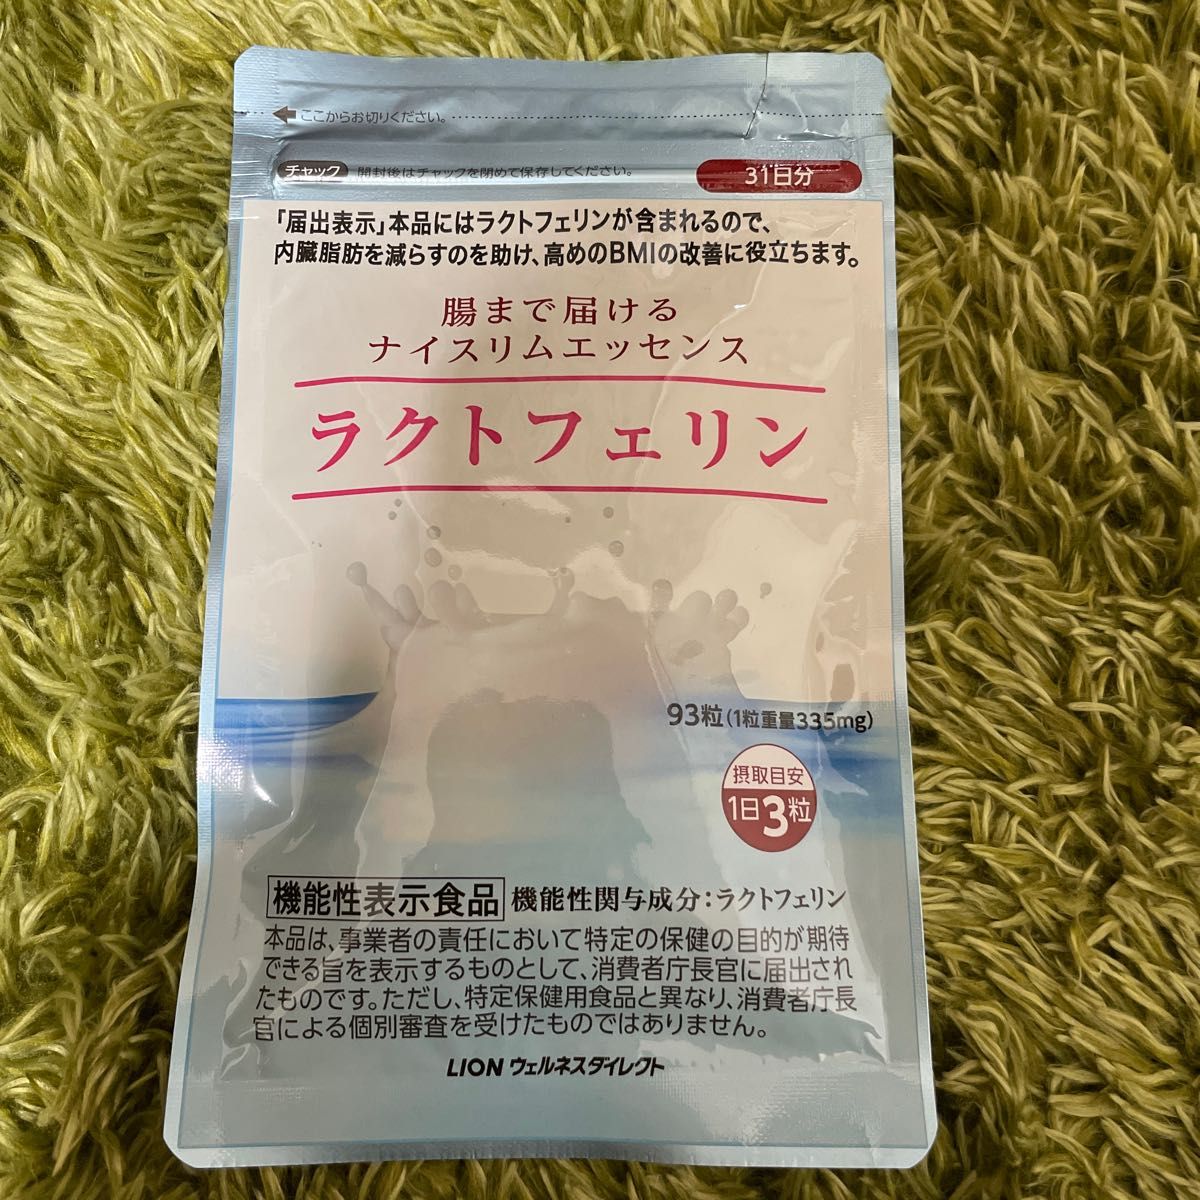 ここからお切りください。
チャック 開封後はチャックを閉めて保存してください。
31日分
「届出表示」本品にはラクトフェリンが含まれるので、
内臓脂肪を減らすのを助け、高めのBMIの改善に役立ちます。
腸まで届ける
ナイスリムエッセンス
ラクトフェリン
93粒(1粒重量335mg)
摂取目安
1日3粒
機能性表示食品 機能性関与成分:ラクトフェリン
本品は、事業者の責任において特定の保健の目的が期待
できる旨を表示するものとして、消費者庁長官に届出され
たものです。ただし、特定保健用食品と異なり、消費者庁長
官による個別審査を受けたものではありません。
LION ウェルネスダイレクト